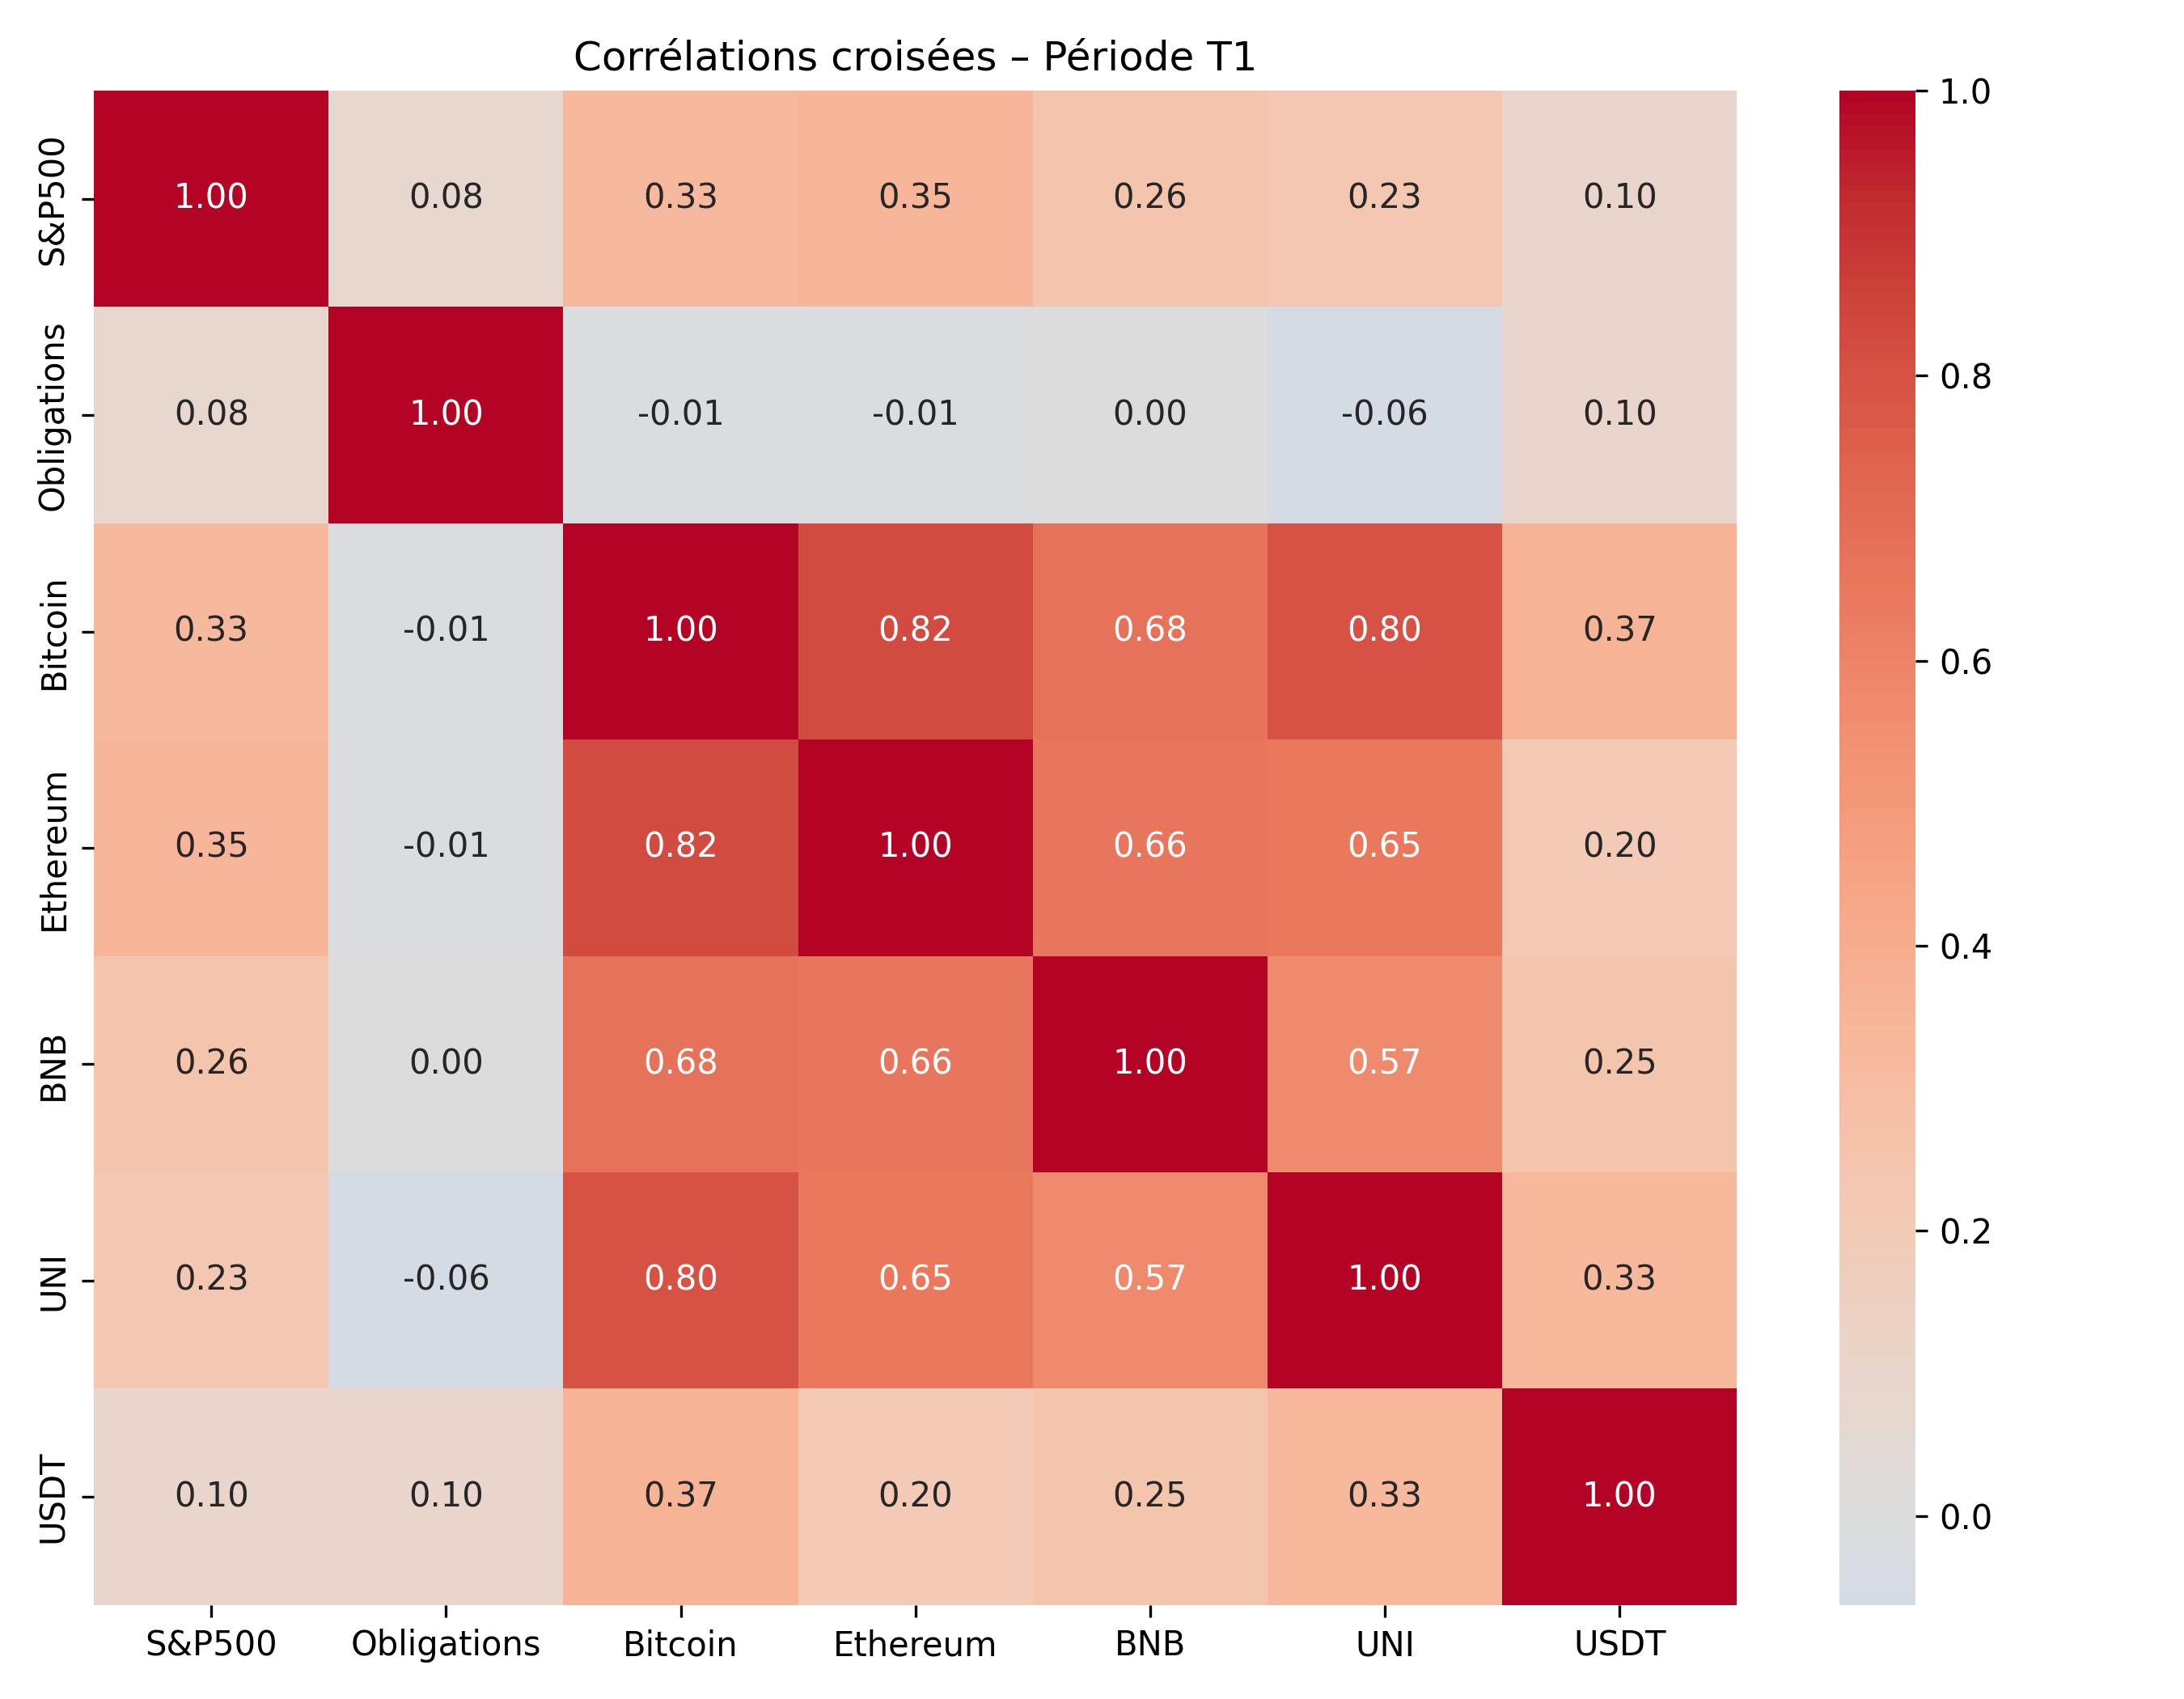 Corrélations croisées – Période T1
S&P500 1.00 0.08 0.33 0.35 0.26 0.23 0.10
Obligations 0.08 1.00 -0.01 -0.01 0.00 -0.06 0.10
Bitcoin 0.33 -0.01 1.00 0.82 0.68 0.80 0.37
Ethereum 0.35 -0.01 0.82 1.00 0.66 0.65 0.20
BNB 0.26 0.00 0.68 0.66 1.00 0.57 0.25
UNI 0.23 -0.06 0.80 0.65 0.57 1.00 0.33
USDT 0.10 0.10 0.37 0.20 0.25 0.33 1.00
S&P500 Obligations Bitcoin Ethereum BNB UNI USDT
1.0
0.8
0.6
0.4
0.2
0.0